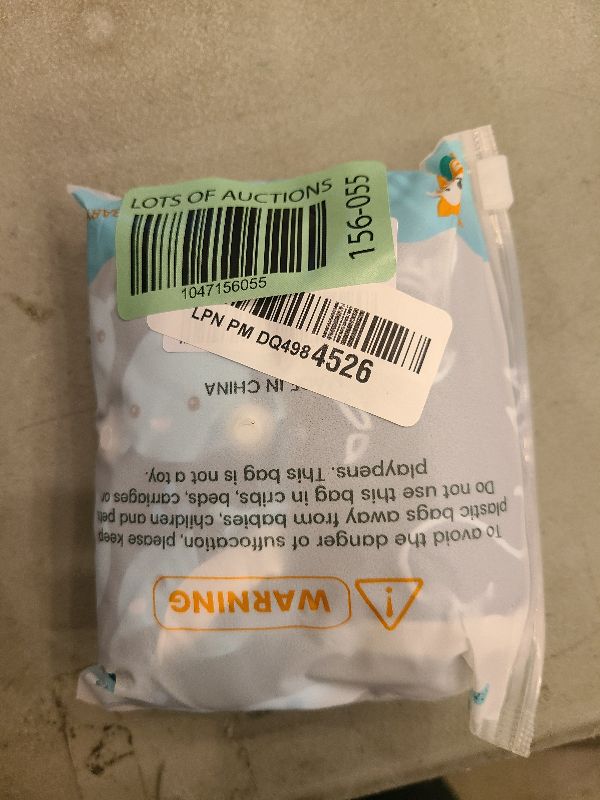 LOTS OF AUCTIONS
156-055
1047156055
LPN PM DQ4984526
IN CHINA
WARNING
To avoid the danger of suffocation, please keep
plastic bags away from babies, children and pets
Do not use this bag in cribs, beds, carriages or
playpens. This bag is not a toy.